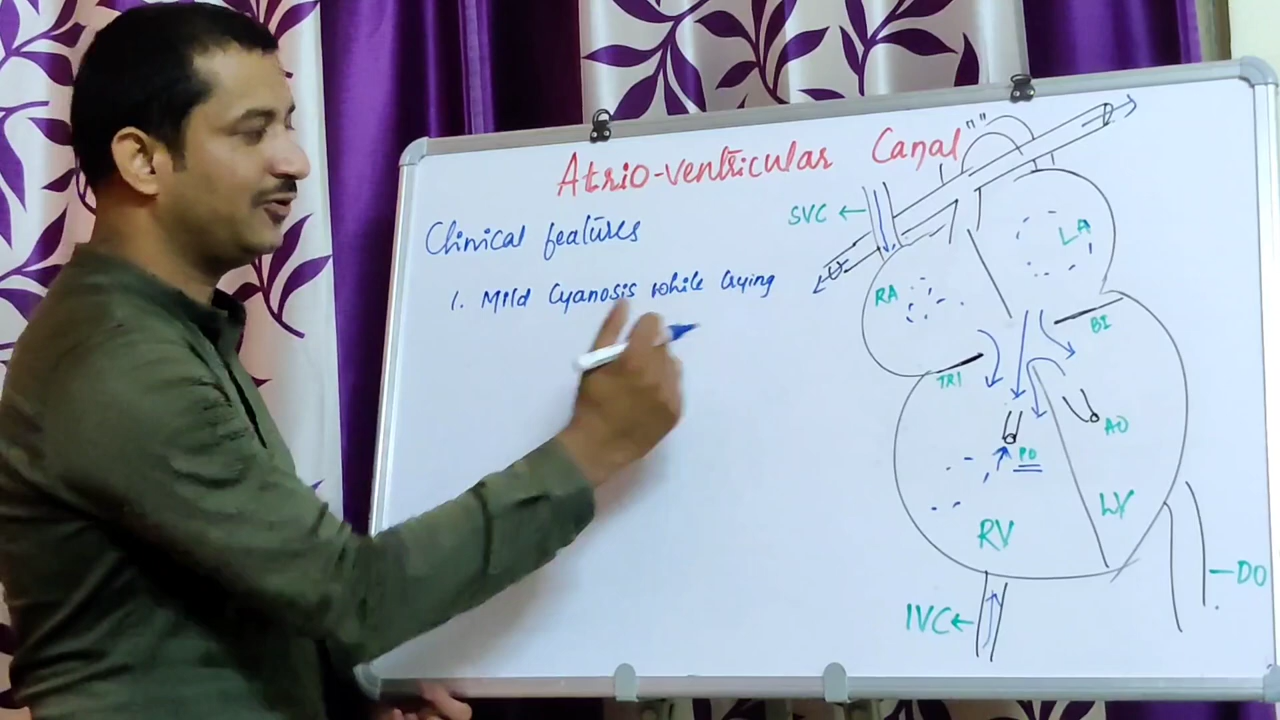 Atrio-ventricular Canal
Clinical features
1. Mild Cyanosis while Crying
SVC
LA
RA
BI
TRI
AO
PO
LV
RV
DO
IVC